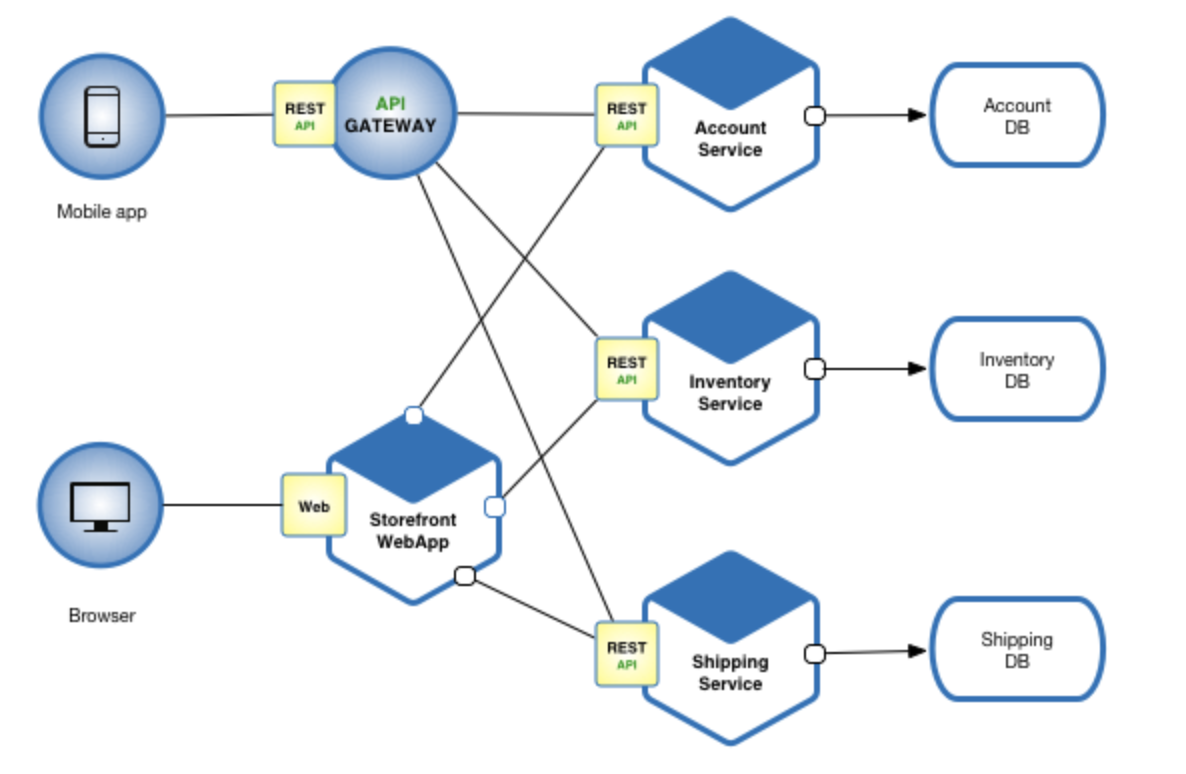 REST
API
API
GATEWAY
REST
API
Account
Service
Account
DB
Mobile app
REST
API
Inventory
Service
Inventory
DB
Web
Storefront
WebApp
Browser
REST
API
Shipping
Service
Shipping
DB